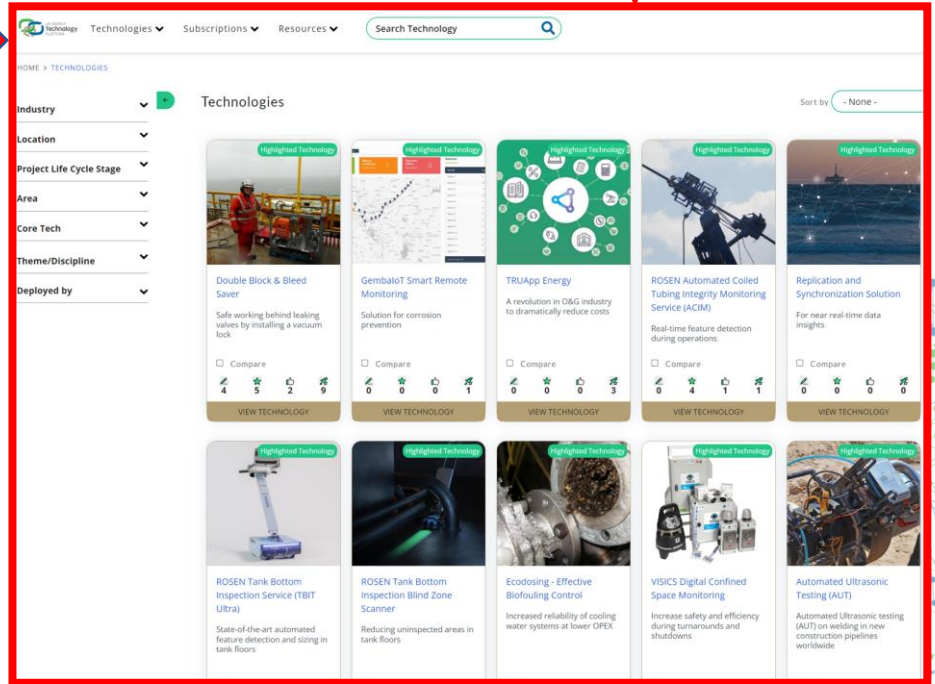 Technology
Technologies
Subscriptions
Resources
Search Technology
HOME > TECHNOLOGIES
Industry
Location
Project Life Cycle Stage
Area
Core Tech
Theme/Discipline
Deployed by
Technologies
Sort by
- None -
Highlighted Technology
Highlighted Technology
Highlighted Technology
Highlighted Technology
Highlighted Technology
Double Block & Bleed
Saver
Safe working behind leaking
valves by installing a vacuum
lock
Compare
4 5 2 9
VIEW TECHNOLOGY
GembaIoT Smart Remote
Monitoring
Solution for corrosion
prevention
Compare
0 0 0 1
VIEW TECHNOLOGY
TRUApp Energy
A revolution in O&G industry
to dramatically reduce costs
Compare
0 0 0 3
VIEW TECHNOLOGY
ROSEN Automated Coiled
Tubing Integrity Monitoring
Service (ACIM)
Real-time feature detection
during operations
Compare
0 4 1 1
VIEW TECHNOLOGY
Replication and
Synchronization Solution
For near real-time data
insights
Compare
0 0 0 0
VIEW TECHNOLOGY
Highlighted Technology
Highlighted Technology
Highlighted Technology
Highlighted Technology
Highlighted Technology
ROSEN Tank Bottom
Inspection Service (TBIT
Ultra)
State-of-the-art automated
feature detection and sizing in
tank floors
ROSEN Tank Bottom
Inspection Blind Zone
Scanner
Reducing uninspected areas in
tank floors
Ecodosing - Effective
Biofouling Control
Increased reliability of cooling
water systems at lower OPEX
VISICS Digital Confined
Space Monitoring
Increase safety and efficiency
during turnarounds and
shutdowns
Automated Ultrasonic
Testing (AUT)
Automated Ultrasonic testing
(AUT) on welding in new
construction pipelines
worldwide